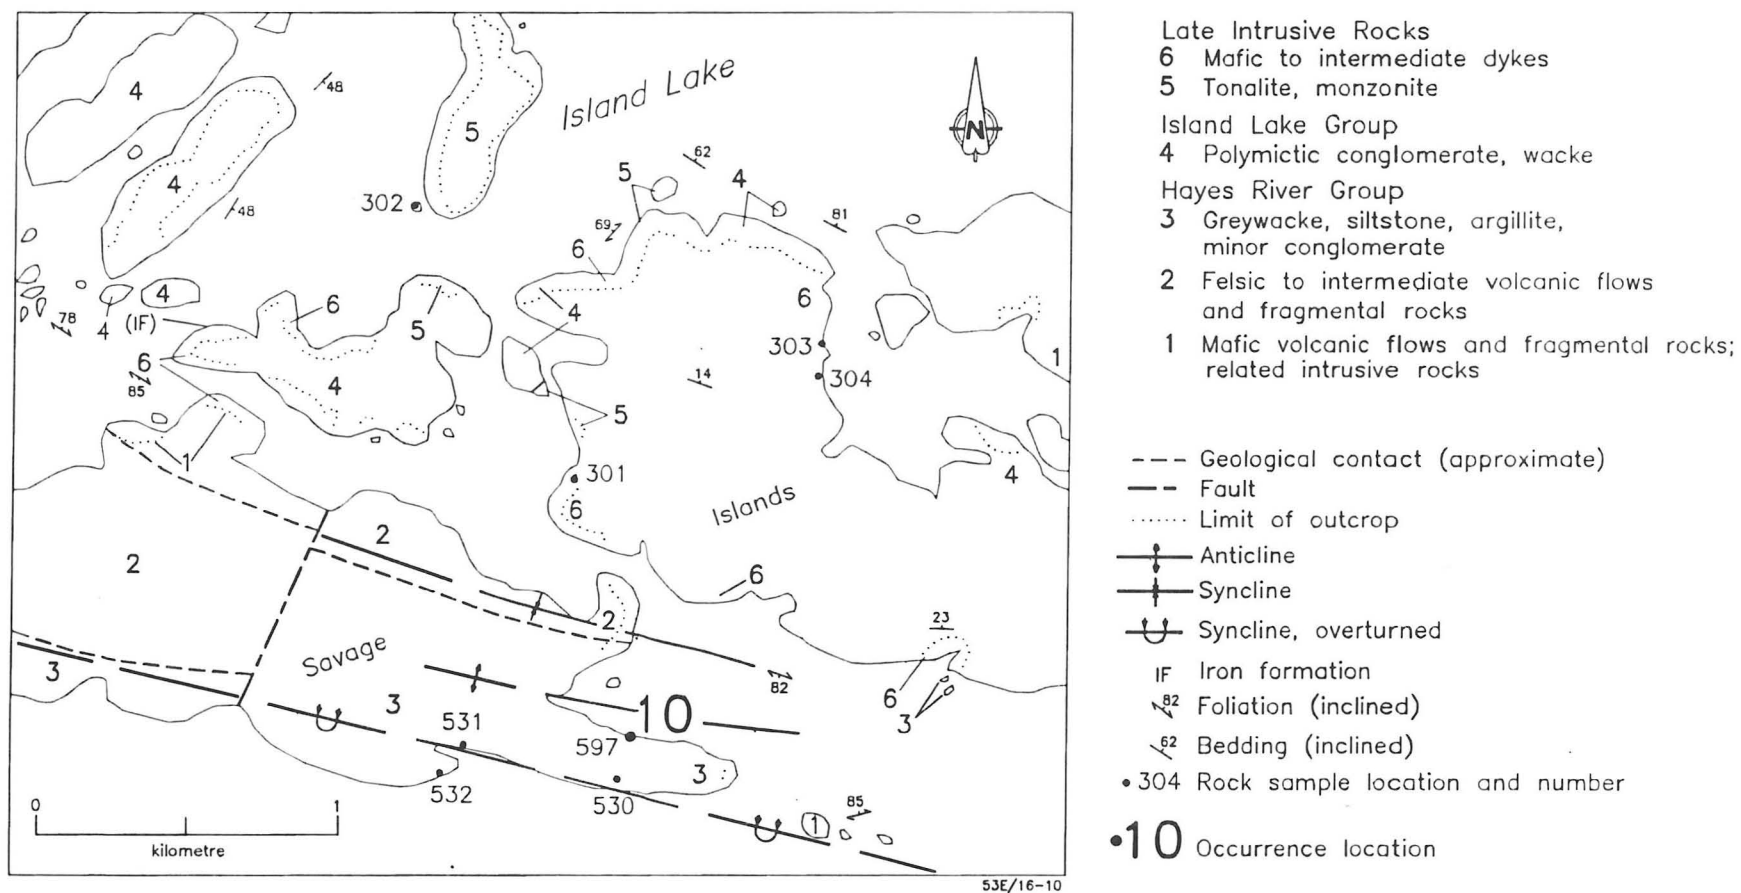 Island Lake
N
4
48
5
62
5
4
4
302
48
81
69
6
4
4
(IF)
78
6
5
4
6
303
304
1
6
85
4
14
5
1
301
6
4
Islands
2
2
6
2
23
Savage
3
82
6
3
3
10
531
597
532
530
3
85
1
0 1
kilometre
53E/16-10
Late Intrusive Rocks
6 Mafic to intermediate dykes
5 Tonalite, monzonite
Island Lake Group
4 Polymictic conglomerate, wacke
Hayes River Group
3 Greywacke, siltstone, argillite,
minor conglomerate
2 Felsic to intermediate volcanic flows
and fragmental rocks
1 Mafic volcanic flows and fragmental rocks;
related intrusive rocks
Geological contact (approximate)
Fault
Limit of outcrop
Anticline
Syncline
Syncline, overturned
IF Iron formation
82 Foliation (inclined)
62 Bedding (inclined)
304 Rock sample location and number
10 Occurrence location